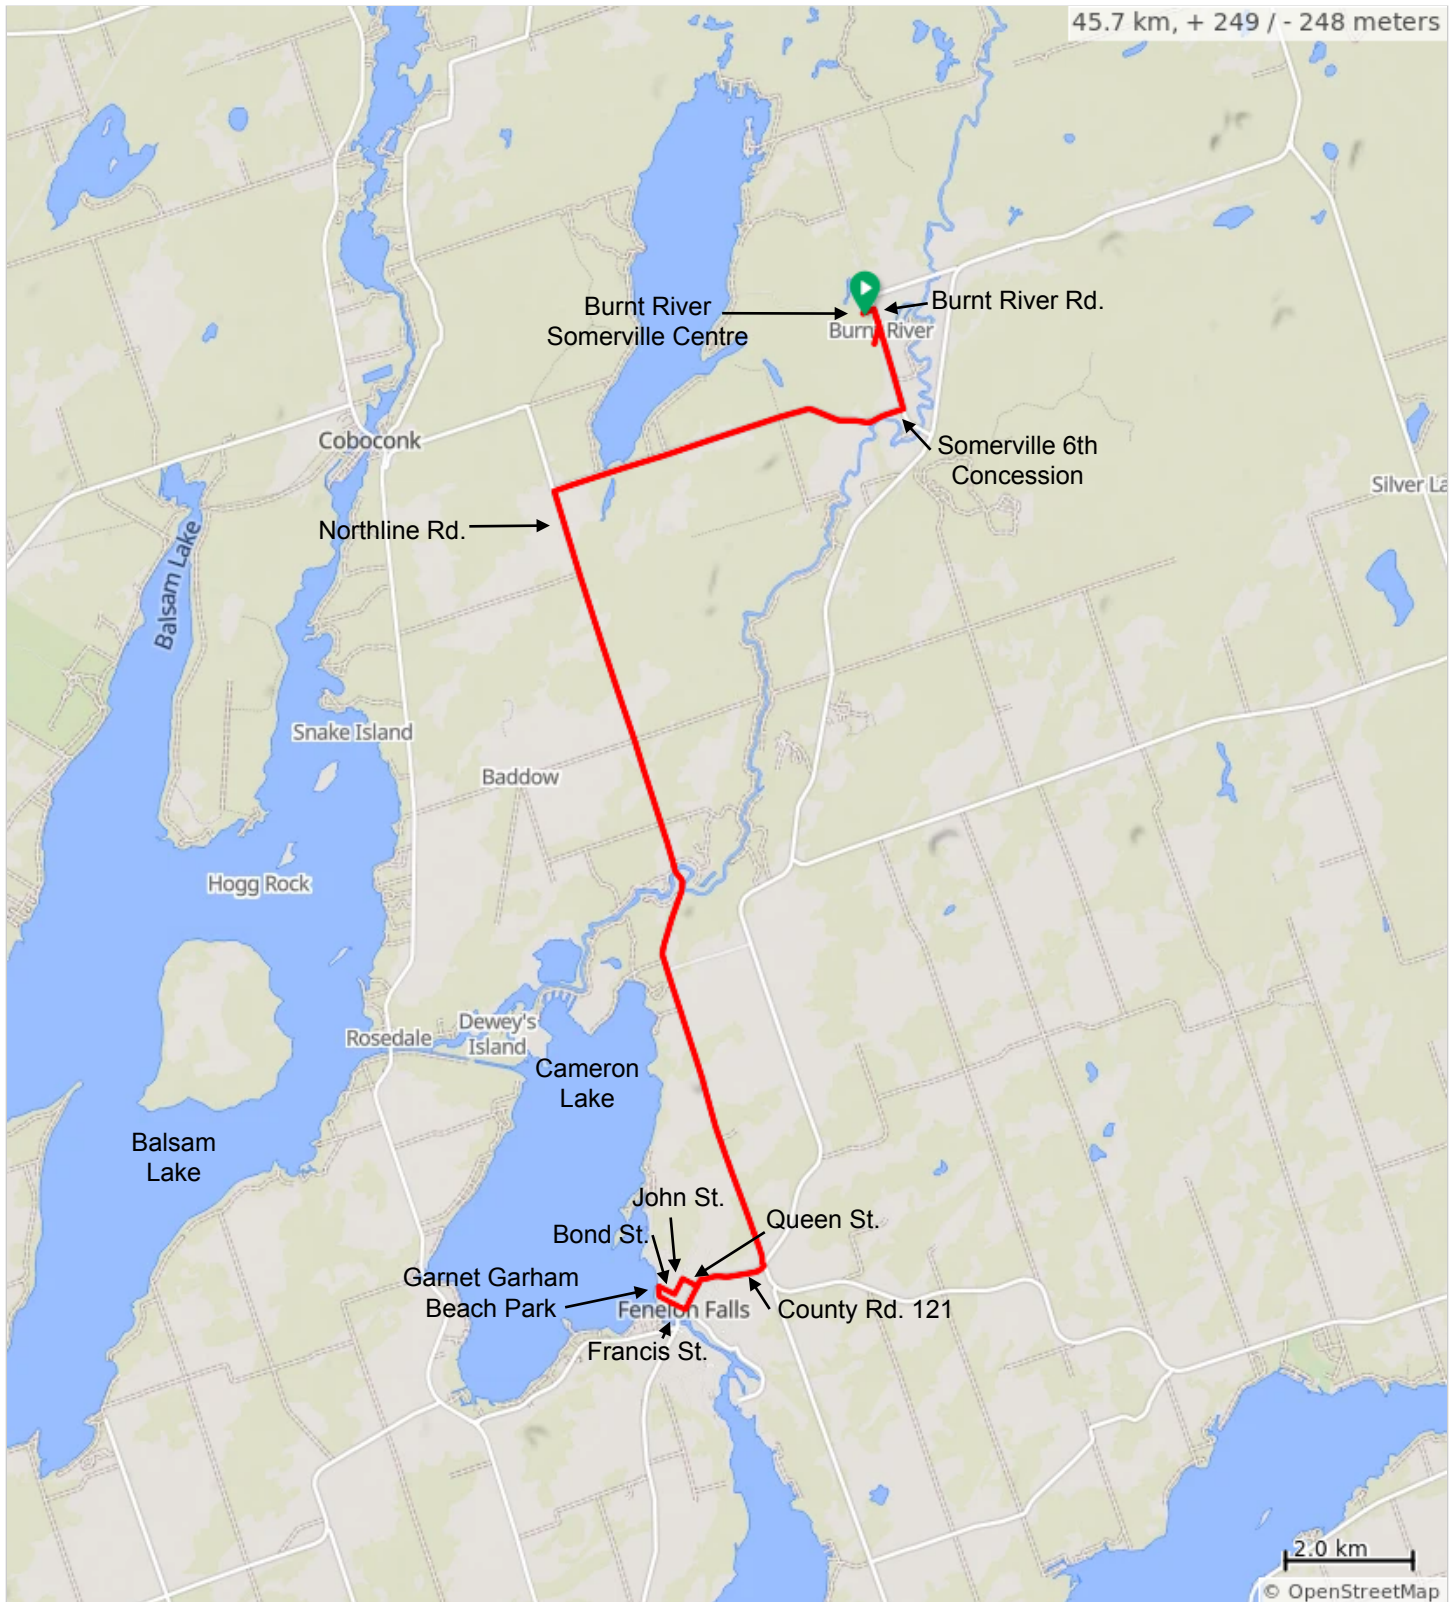 45.7 km, + 249 / - 248 meters
Burnt River
Somerville Centre
Burnt River Rd.
Burnt River
Coboconk
Somerville 6th
Concession
Silver La
Northline Rd.
Balsam Lake
Snake Island
Baddow
Hogg Rock
Rosedale
Dewey's
Island
Cameron
Lake
Balsam
Lake
John St.
Queen St.
Bond St.
Garnet Garham
Beach Park
Fenelon Falls
County Rd. 121
Francis St.
2.0 km
© OpenStreetMap